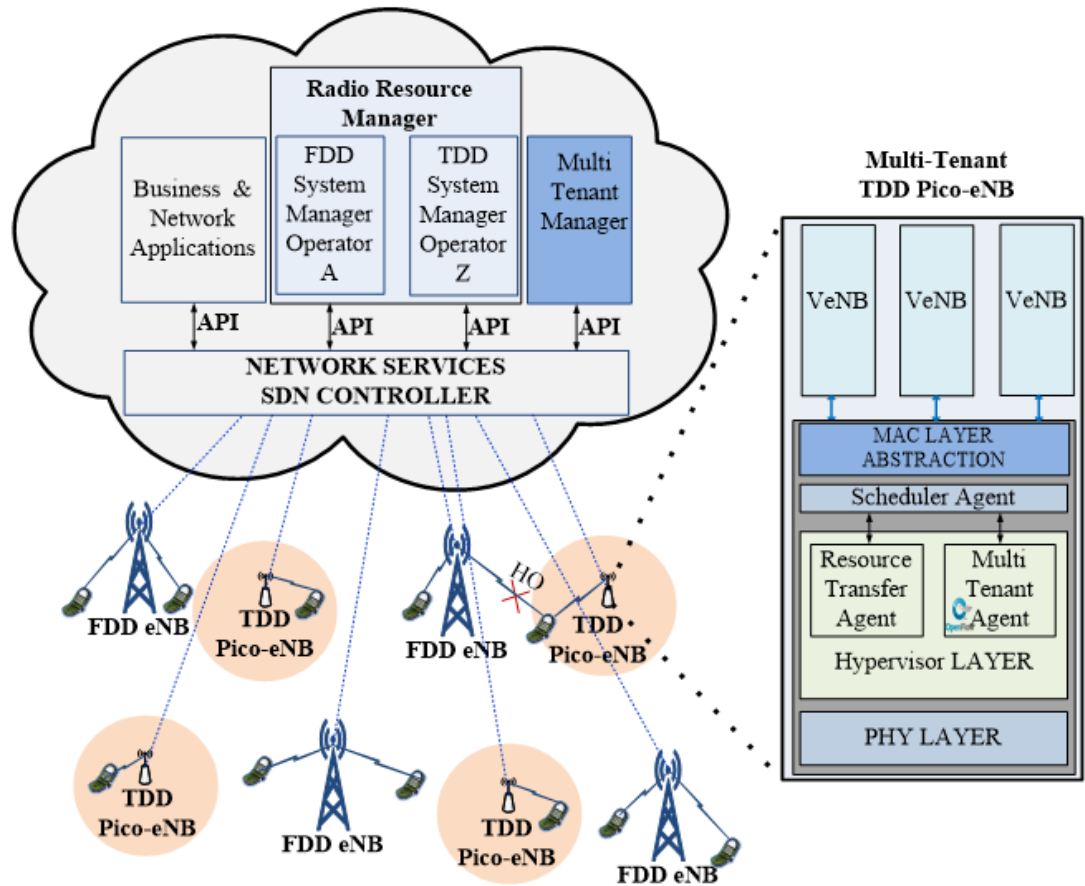 Radio Resource
Manager
Business & 
Network
Applications
FDD
System
Manager
Operator
A
TDD
System
Manager
Operator
Z
Multi
Tenant
Manager
API
API
API
API
NETWORK SERVICES
SDN CONTROLLER
FDD eNB
TDD
Pico-eNB
FDD eNB
HO
TDD
Pico-eNB
TDD
Pico-eNB
FDD eNB
TDD
Pico-eNB
FDD eNB
Multi-Tenant
TDD Pico-eNB
VeNB
VeNB
VeNB
MAC LAYER
ABSTRACTION
Scheduler Agent
Resource
Transfer
Agent
Multi
Tenant
Agent
Hypervisor LAYER
PHY LAYER